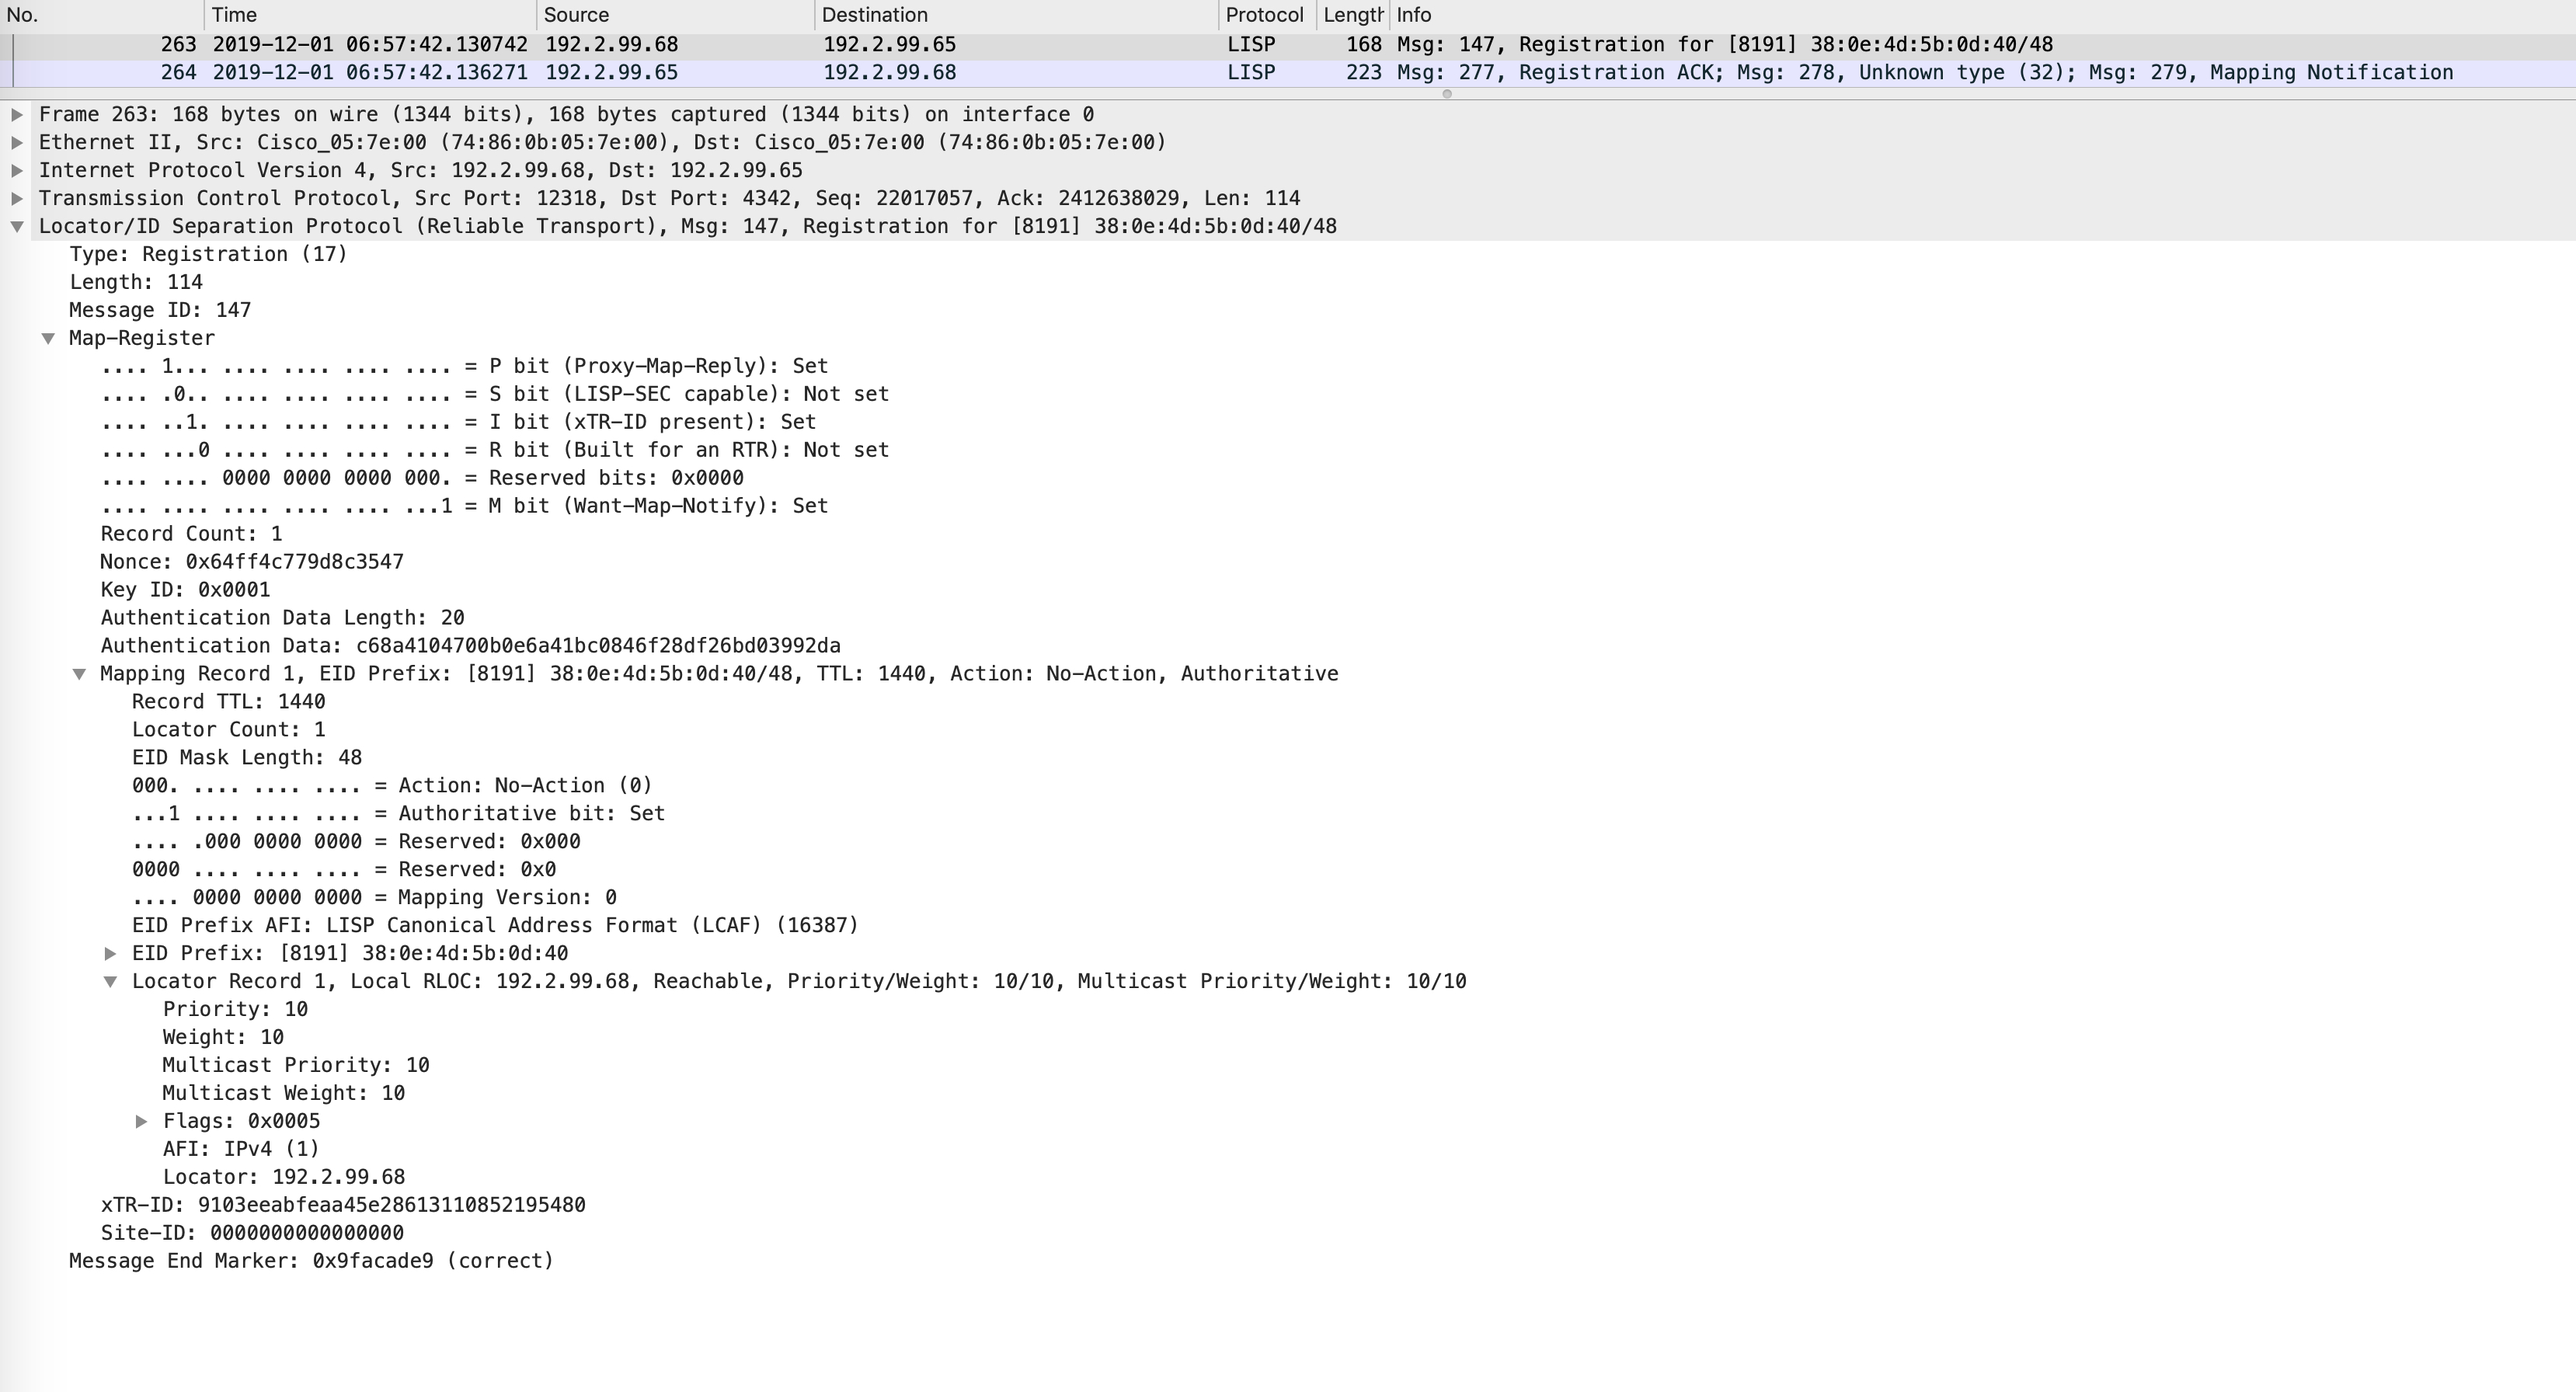 No. Time Source Destination Protocol Length Info
263 2019-12-01 06:57:42.130742 192.2.99.68 192.2.99.65 LISP 168 Msg: 147, Registration for [8191] 38:0e:4d:5b:0d:40/48
264 2019-12-01 06:57:42.136271 192.2.99.65 192.2.99.68 LISP 223 Msg: 277, Registration ACK; Msg: 278, Unknown type (32); Msg: 279, Mapping Notification
Frame 263: 168 bytes on wire (1344 bits), 168 bytes captured (1344 bits) on interface 0
Ethernet II, Src: Cisco_05:7e:00 (74:86:0b:05:7e:00), Dst: Cisco_05:7e:00 (74:86:0b:05:7e:00)
Internet Protocol Version 4, Src: 192.2.99.68, Dst: 192.2.99.65
Transmission Control Protocol, Src Port: 12318, Dst Port: 4342, Seq: 22017057, Ack: 2412638029, Len: 114
Locator/ID Separation Protocol (Reliable Transport), Msg: 147, Registration for [8191] 38:0e:4d:5b:0d:40/48
Type: Registration (17)
Length: 114
Message ID: 147
Map-Register
.... 1... .... .... .... .... = P bit (Proxy-Map-Reply): Set
.... .0.. .... .... .... .... = S bit (LISP-SEC capable): Not set
.... ..1. .... .... .... .... = I bit (xTR-ID present): Set
.... ...0 .... .... .... .... = R bit (Built for an RTR): Not set
.... .... 0000 0000 0000 000. = Reserved bits: 0x0000
.... .... .... .... .... ...1 = M bit (Want-Map-Notify): Set
Record Count: 1
Nonce: 0x64ff4c779d8c3547
Key ID: 0x0001
Authentication Data Length: 20
Authentication Data: c68a4104700b0e6a41bc0846f28df26bd03992da
Mapping Record 1, EID Prefix: [8191] 38:0e:4d:5b:0d:40/48, TTL: 1440, Action: No-Action, Authoritative
Record TTL: 1440
Locator Count: 1
EID Mask Length: 48
000. .... .... .... = Action: No-Action (0)
...1 .... .... .... = Authoritative bit: Set
.... .000 0000 0000 = Reserved: 0x000
0000 .... .... .... = Reserved: 0x0
.... 0000 0000 0000 = Mapping Version: 0
EID Prefix AFI: LISP Canonical Address Format (LCAF) (16387)
EID Prefix: [8191] 38:0e:4d:5b:0d:40
Locator Record 1, Local RLOC: 192.2.99.68, Reachable, Priority/Weight: 10/10, Multicast Priority/Weight: 10/10
Priority: 10
Weight: 10
Multicast Priority: 10
Multicast Weight: 10
Flags: 0x0005
AFI: IPv4 (1)
Locator: 192.2.99.68
xTR-ID: 9103eeabfeaa45e28613110852195480
Site-ID: 0000000000000000
Message End Marker: 0x9facade9 (correct)